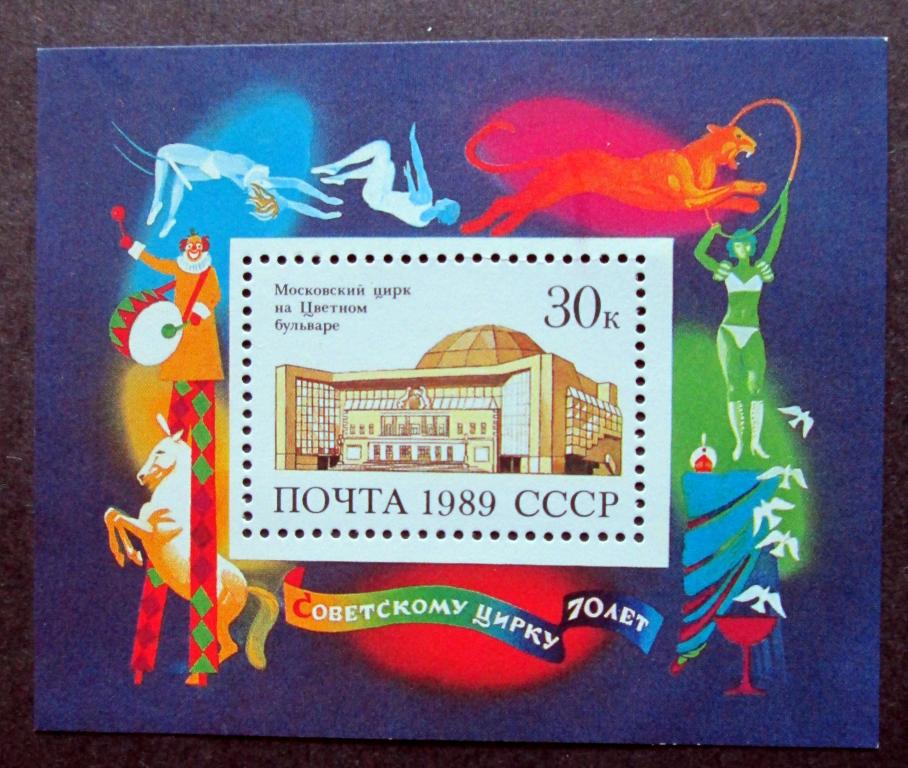 Московский цирк
на Цветном
бульваре
30к
ПОЧТА 1989 СССР
СОВЕТСКОМУ ЦИРКУ 70 ЛЕТ